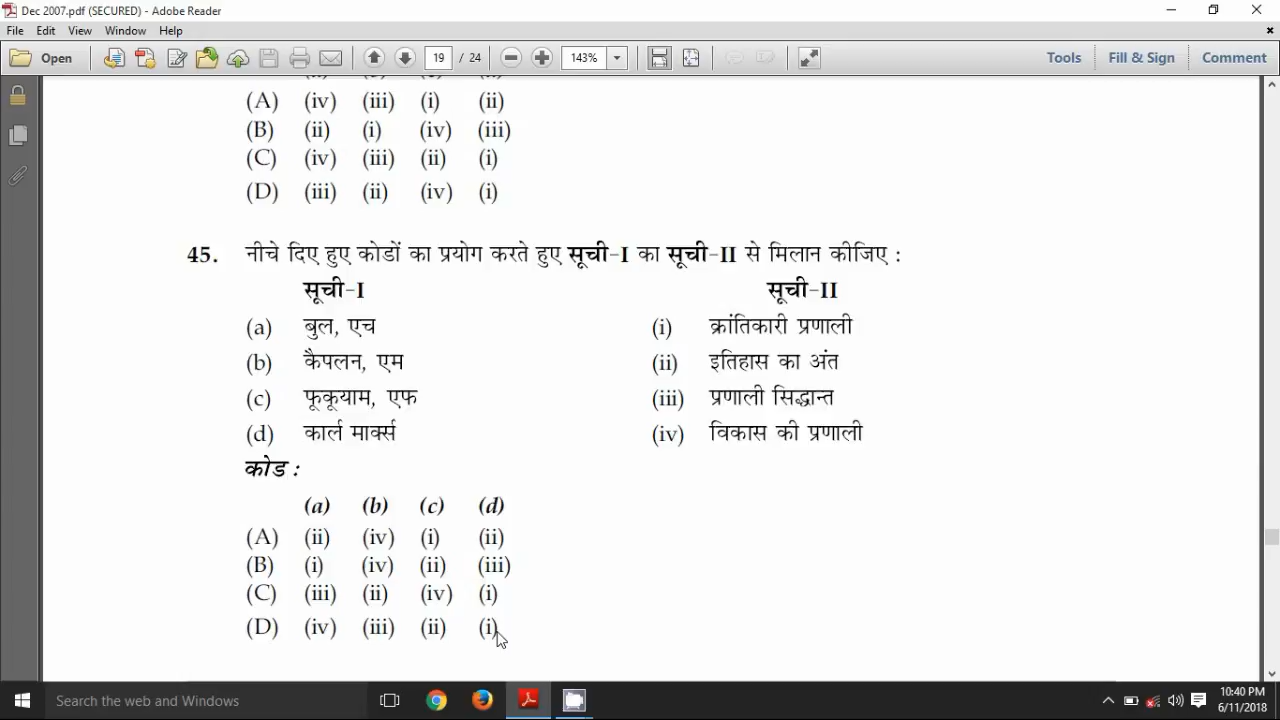 Dec 2007.pdf (SECURED) - Adobe Reader
File Edit View Window Help
Open 19 / 24 143% Tools Fill & Sign Comment
(A) (iv) (iii) (i) (ii)
(B) (ii) (i) (iv) (iii)
(C) (iv) (iii) (ii) (i)
(D) (iii) (ii) (iv) (i)
45. नीचे दिए हुए कोडों का प्रयोग करते हुए सूची-I का सूची-II से मिलान कीजिए :
सूची-I सूची-II
(a) बुल, एच (i) क्रांतिकारी प्रणाली
(b) कैपलन, एम (ii) इतिहास का अंत
(c) फूकूयाम, एफ (iii) प्रणाली सिद्धान्त
(d) कार्ल मार्क्स (iv) विकास की प्रणाली
कोड :
(a) (b) (c) (d)
(A) (ii) (iv) (i) (ii)
(B) (i) (iv) (ii) (iii)
(C) (iii) (ii) (iv) (i)
(D) (iv) (iii) (ii) (i)
Search the web and Windows
10:40 PM
6/11/2018